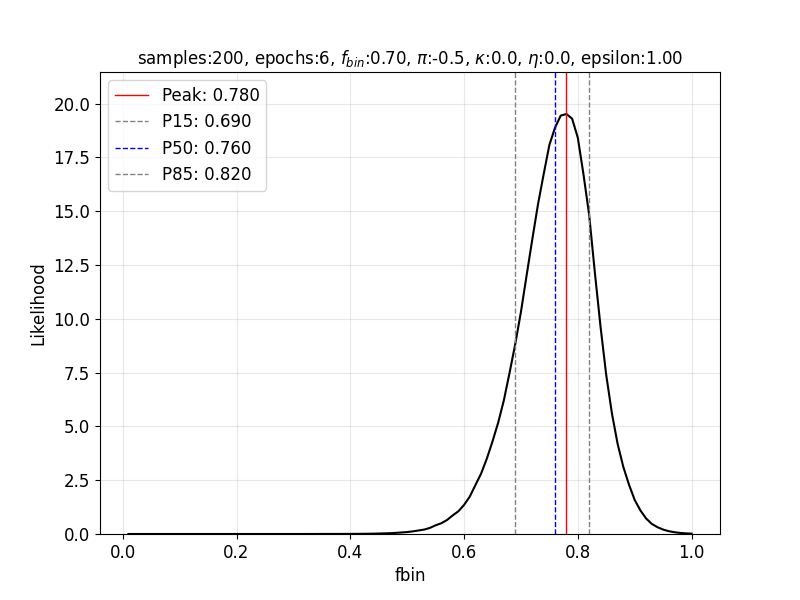 samples:200, epochs:6, f_bin:0.70, π:-0.5, κ:0.0, η:0.0, epsilon:1.00
Peak: 0.780
P15: 0.690
P50: 0.760
P85: 0.820
20.0
17.5
15.0
12.5
10.0
7.5
5.0
2.5
0.0
Likelihood
0.0 0.2 0.4 0.6 0.8 1.0
fbin